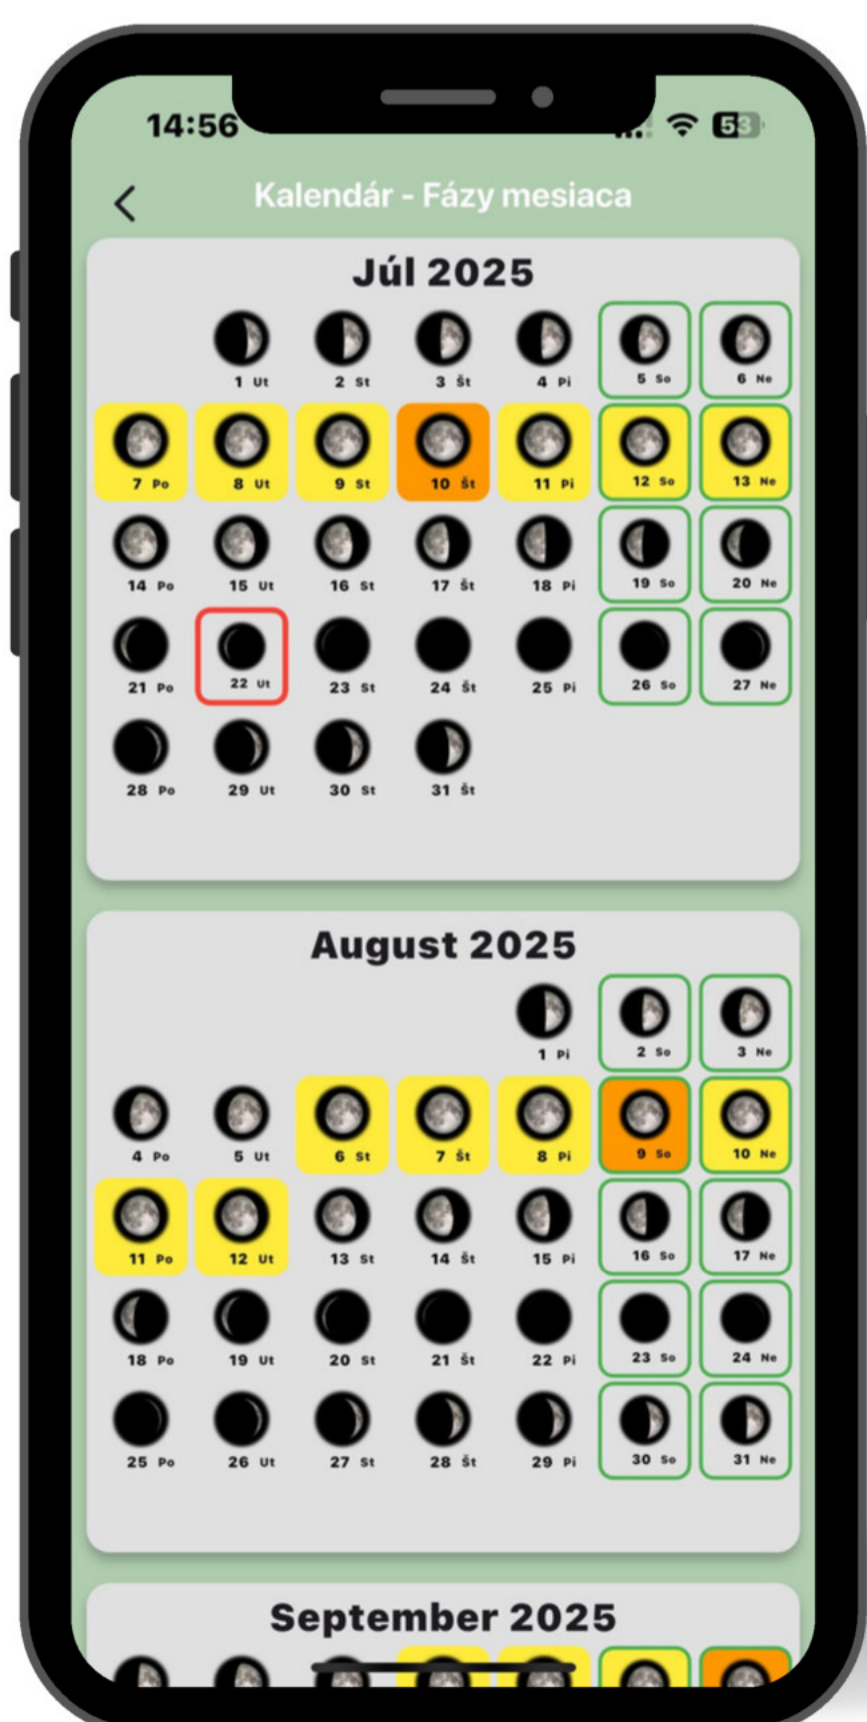 14:56
53
Kalendár - Fázy mesiaca
Júl 2025
1 Ut 2 St 3 Št 4 Pi 5 So 6 Ne
7 Po 8 Ut 9 St 10 Št 11 Pi 12 So 13 Ne
14 Po 15 Ut 16 St 17 Št 18 Pi 19 So 20 Ne
21 Po 22 Ut 23 St 24 Št 25 Pi 26 So 27 Ne
28 Po 29 Ut 30 St 31 Št
August 2025
1 Pi 2 So 3 Ne
4 Po 5 Ut 6 St 7 Št 8 Pi 9 So 10 Ne
11 Po 12 Ut 13 St 14 Št 15 Pi 16 So 17 Ne
18 Po 19 Ut 20 St 21 Št 22 Pi 23 So 24 Ne
25 Po 26 Ut 27 St 28 Št 29 Pi 30 So 31 Ne
September 2025